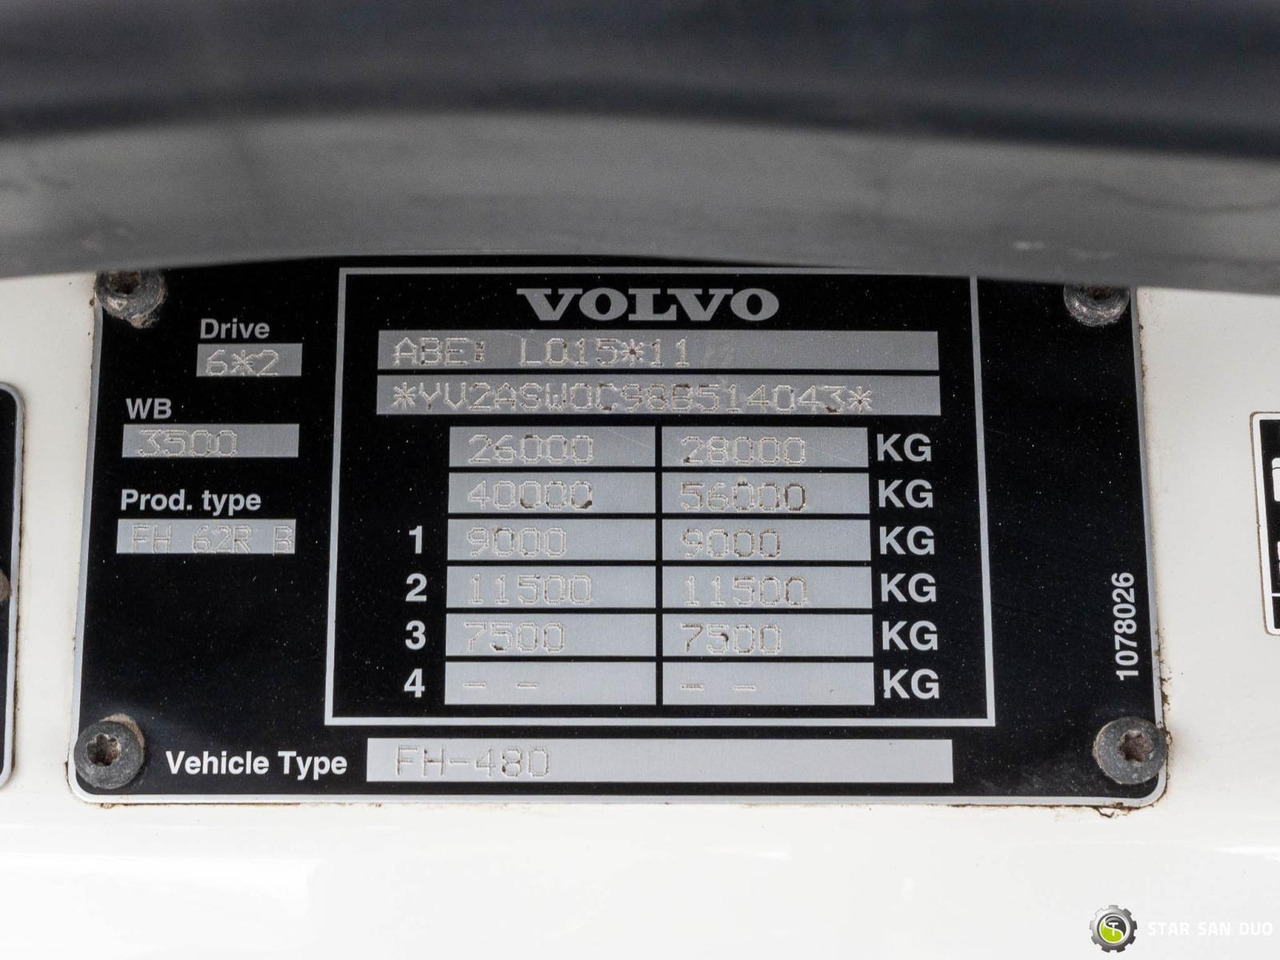 VOLVO
Drive
6*2
ABE: L015*11
WB
*YV2ASW0C98B514043*
3500
26000 28000 KG
40000 56000 KG
Prod. type
FH 62R B
1 9000 9000 KG
2 11500 11500 KG
3 7500 7500 KG
4 - - - - KG
1078026
Vehicle Type FH-480
STAR SAN DUO